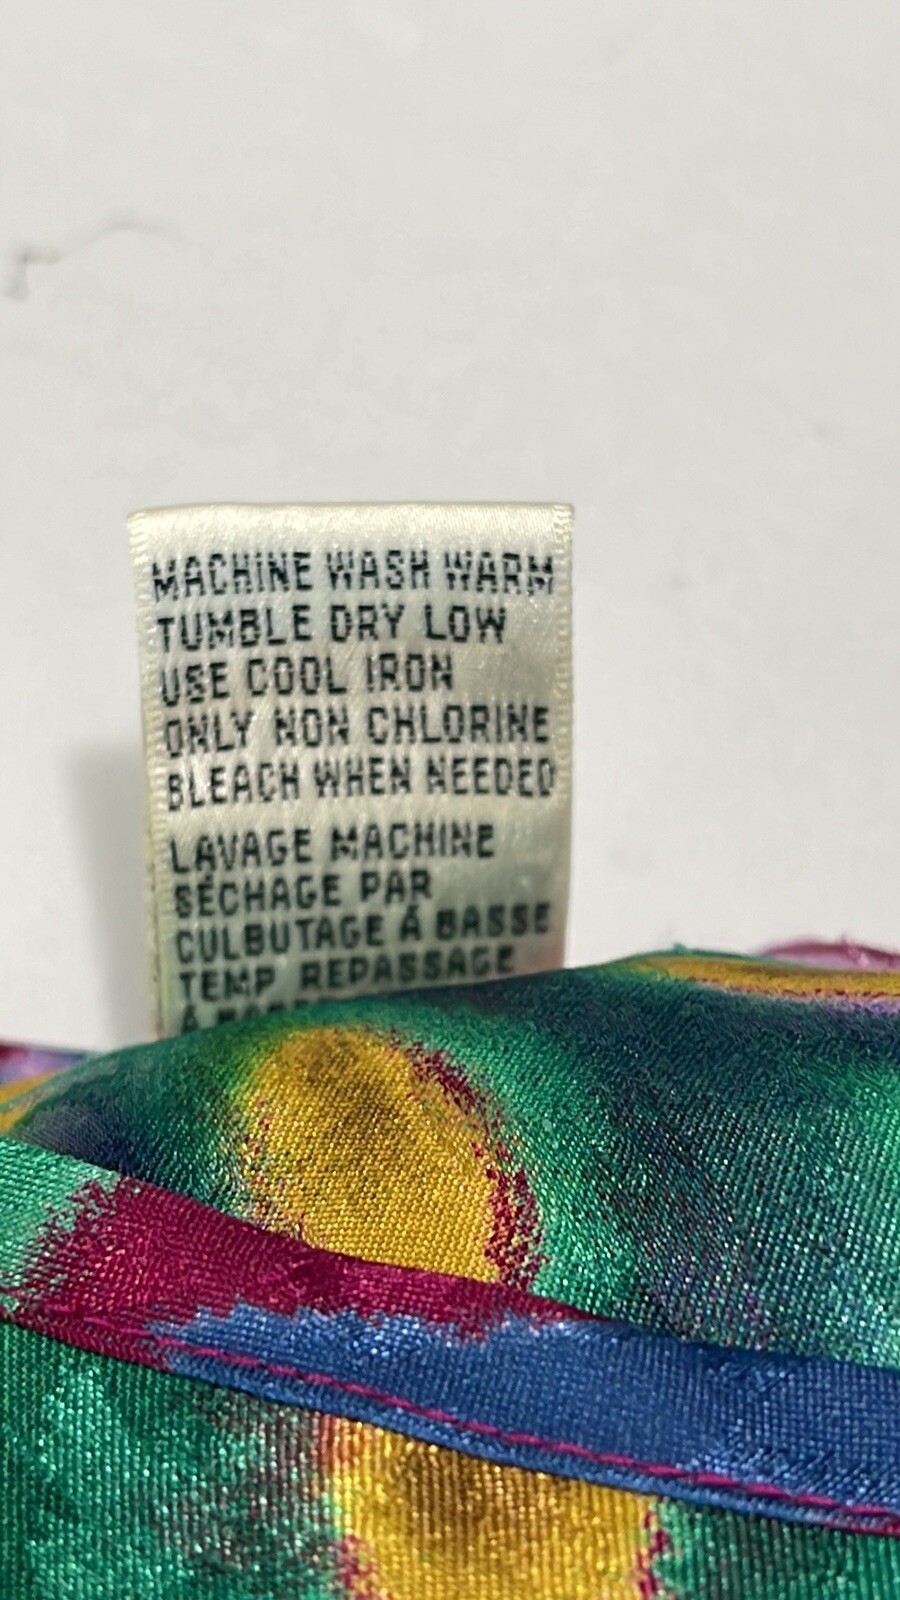 MACHINE WASH WARM
TUMBLE DRY LOW
USE COOL IRON
ONLY NON CHLORINE
BLEACH WHEN NEEDED
LAVAGE MACHINE
SÉCHAGE PAR
CULBUTAGE Á BASSE
TEMP REPASSAGE
Á